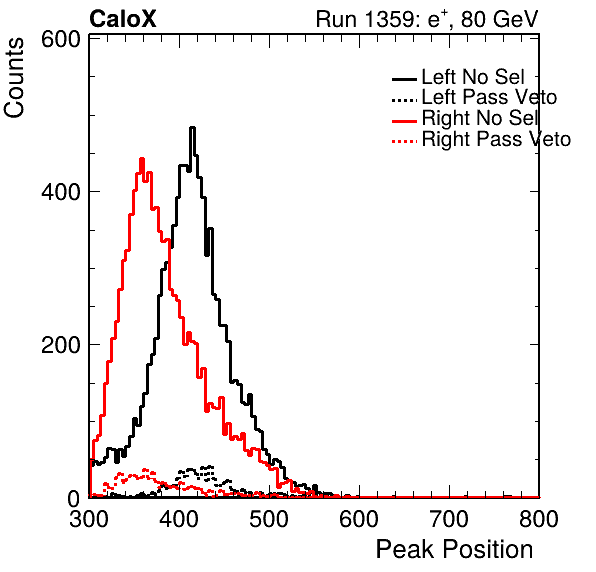 CaloX
Run 1359: e+, 80 GeV
Counts
600
400
200
0
Left No Sel
Left Pass Veto
Right No Sel
Right Pass Veto
300 400 500 600 700 800
Peak Position